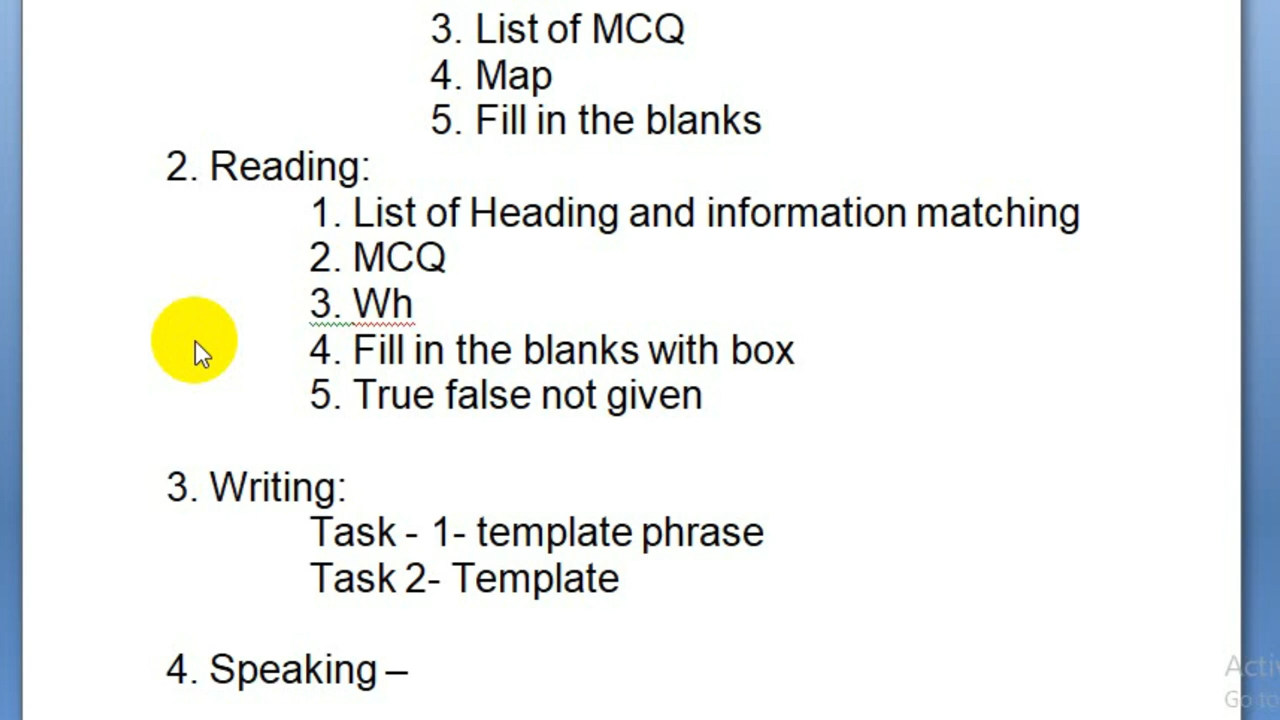 3. List of MCQ
4. Map
5. Fill in the blanks
2. Reading:
1. List of Heading and information matching
2. MCQ
3. Wh
4. Fill in the blanks with box
5. True false not given
3. Writing:
Task - 1- template phrase
Task 2- Template
4. Speaking –
Go to